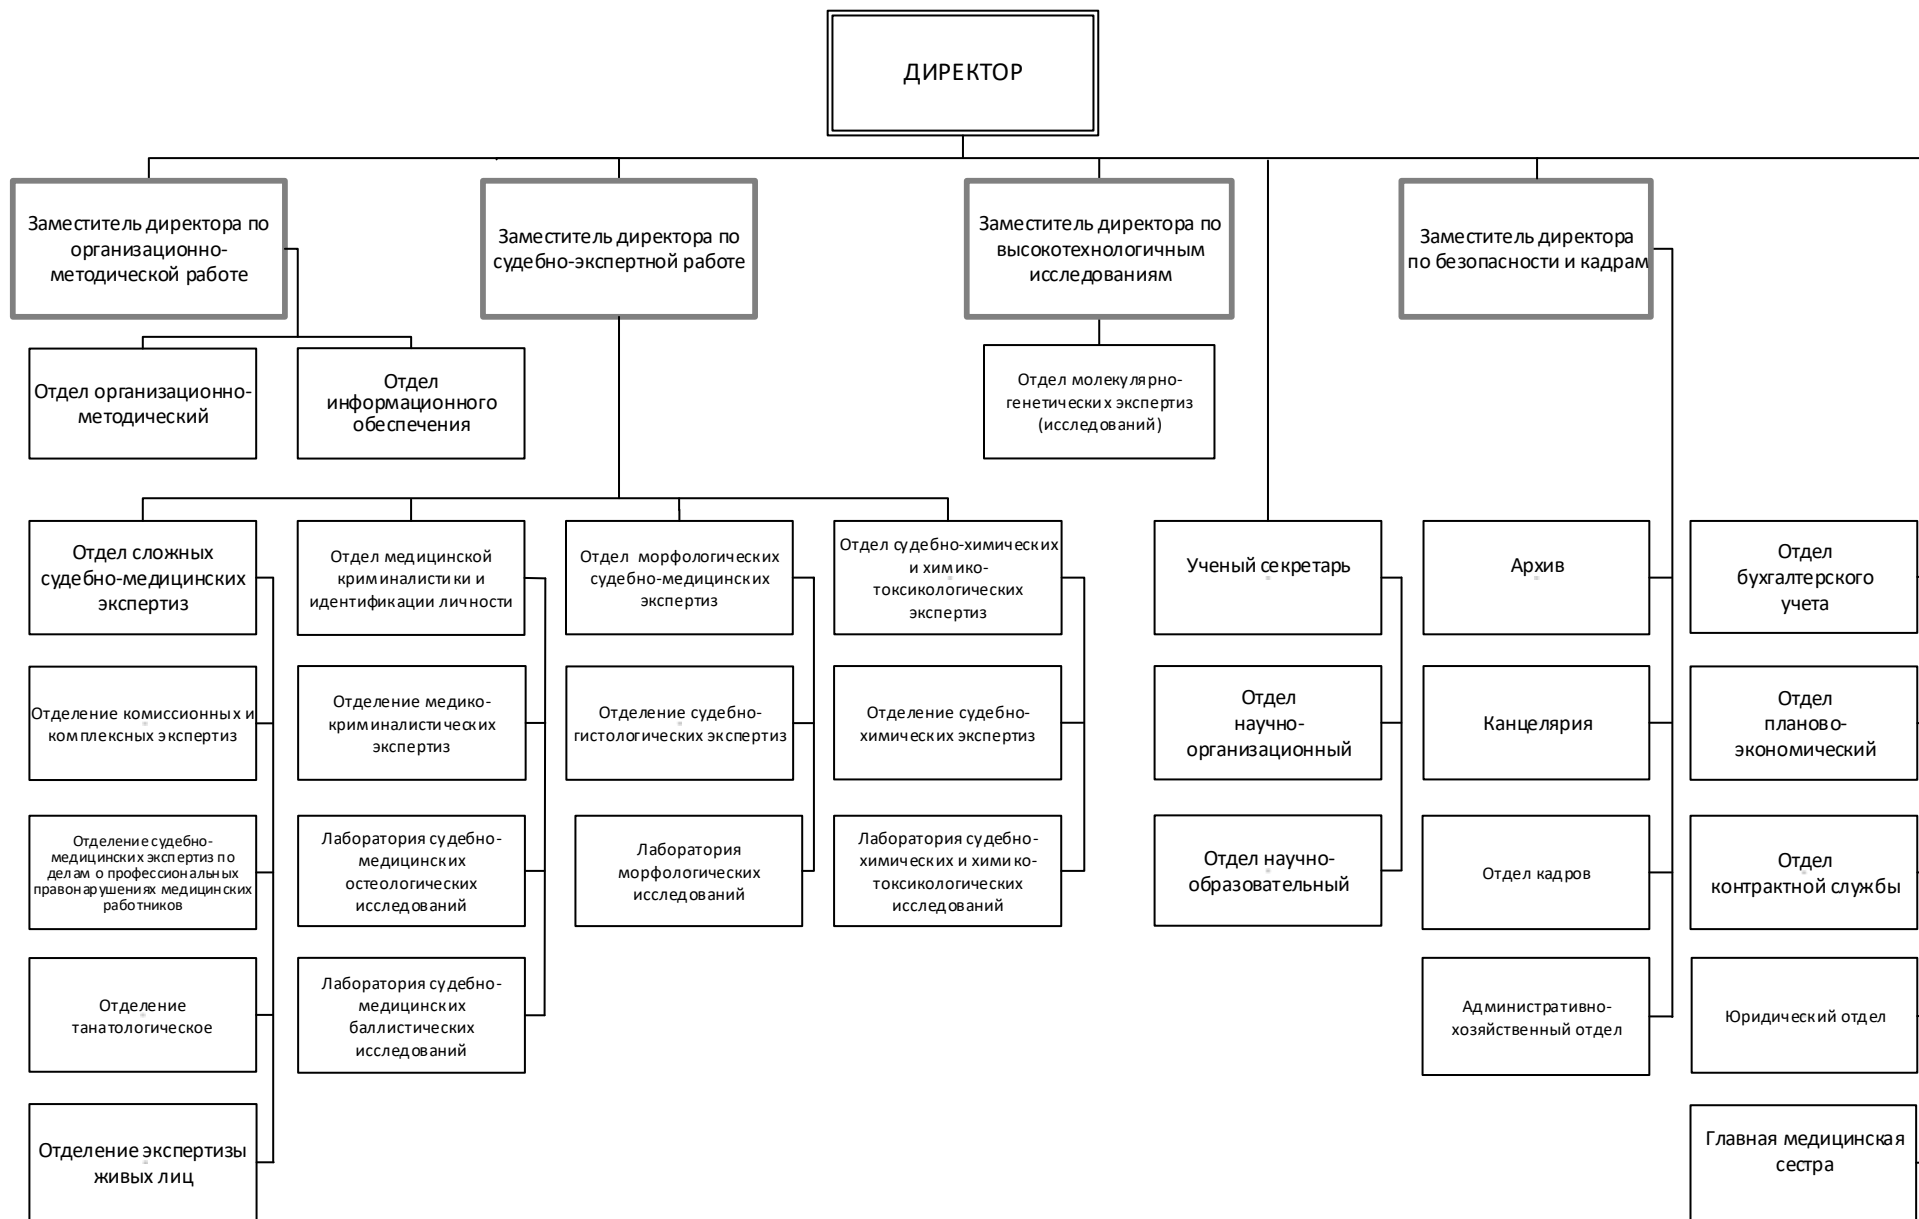 ДИРЕКТОР
Заместитель директора по
организационно-
методической работе
Заместитель директора по
судебно-экспертной работе
Заместитель директора по
высокотехнологичным
исследованиям
Заместитель директора
по безопасности и кадрам
Отдел организационно-
методический
Отдел
информационного
обеспечения
Отдел молекулярно-
генетических экспертиз
(исследований)
Отдел сложных
судебно-медицинских
экспертиз
Отдел медицинской
криминалистики и
идентификации личности
Отдел морфологических
судебно-медицинских
экспертиз
Отдел судебно-химических
и химико-
токсикологических
экспертиз
Ученый секретарь
Архив
Отдел
бухгалтерского
учета
Отделение комиссионных и
комплексных экспертиз
Отделение медико-
криминалистических
экспертиз
Отделение судебно-
гистологических экспертиз
Отделение судебно-
химических экспертиз
Отдел
научно-
организационный
Канцелярия
Отдел
планово-
экономический
Отделение судебно-
медицинских экспертиз по
делам о профессиональных
правонарушениях медицинских
работников
Лаборатория судебно-
медицинских
остеологических
исследований
Лаборатория
морфологических
исследований
Лаборатория судебно-
химических и химико-
токсикологических
исследований
Отдел научно-
образовательный
Отдел кадров
Отдел
контрактной службы
Отделение
танатологическое
Лаборатория судебно-
медицинских
баллистических
исследований
Административно-
хозяйственный отдел
Юридический отдел
Отделение экспертизы
живых лиц
Главная медицинская
сестра